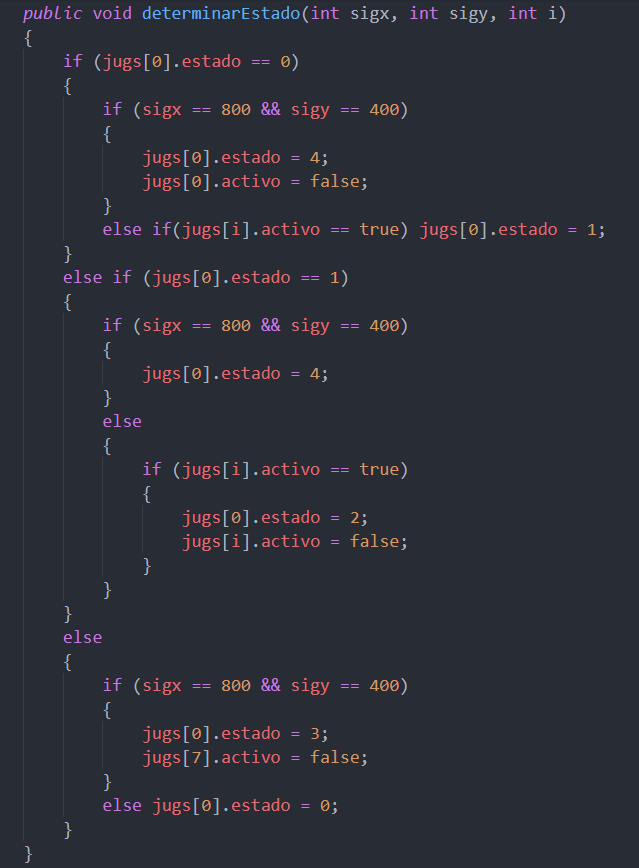 public void determinarEstado(int sigx, int sigy, int i)
{
    if (jugs[0].estado == 0)
    {
        if (sigx == 800 && sigy == 400)
        {
            jugs[0].estado = 4;
            jugs[0].activo = false;
        }
        else if(jugs[i].activo == true) jugs[0].estado = 1;
    }
    else if (jugs[0].estado == 1)
    {
        if (sigx == 800 && sigy == 400)
        {
            jugs[0].estado = 4;
        }
        else
        {
            if (jugs[i].activo == true)
            {
                jugs[0].estado = 2;
                jugs[i].activo = false;
            }
        }
    }
    else
    {
        if (sigx == 800 && sigy == 400)
        {
            jugs[0].estado = 3;
            jugs[7].activo = false;
        }
        else jugs[0].estado = 0;
    }
}